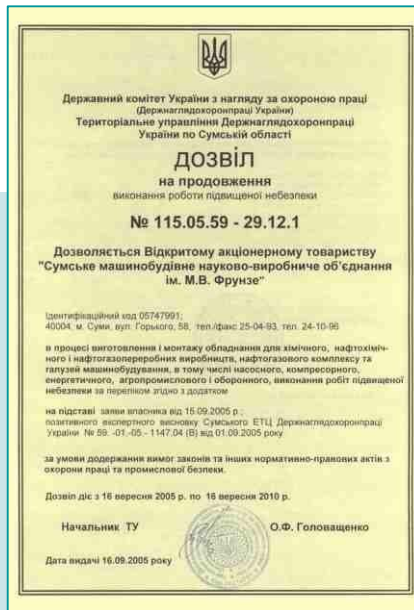 Державний комітет України з нагляду за охороною праці
(Держнаглядохоронпраці України)
Територіальне управління Держнаглядохоронпраці
України по Сумській області
ДОЗВІЛ
на продовження
виконання роботи підвищеної небезпеки
№ 115.05.59 - 29.12.1
Дозволяється Відкритому акціонерному товариству
"Сумське машинобудівне науково-виробниче об'єднання
ім. М.В. Фрунзе"
Ідентифікаційний код 05747991;
40004, м. Суми, вул. Горького, 58, тел./факс 25-04-93, тел. 24-10-96
в процесі виготовлення і монтажу обладнання для хімічного, нафтохіміч-
ного і нафтогазопереробних виробництв, нафтогазового комплексу та
галузей машинобудування, в тому числі насосного, компресорного,
енергетичного, агропромислового і оборонного, виконання робіт підвищеної
небезпеки за переліком згідно з додатком
на підставі заяви власника від 15.09.2005 р.;
позитивного експертного висновку Сумського ЕТЦ Держнаглядохоронпраці
України № 59. -01.-05.- 1147.04 (В) від 01.09.2005 року
за умови додержання вимог законів та інших нормативно-правових актів з
охорони праці та промислової безпеки.
Дозвіл діє з 16 вересня 2005 р. по 16 вересня 2010 р.
Начальник ТУ О.Ф. Головащенко
Дата видачі 16.09.2005 року